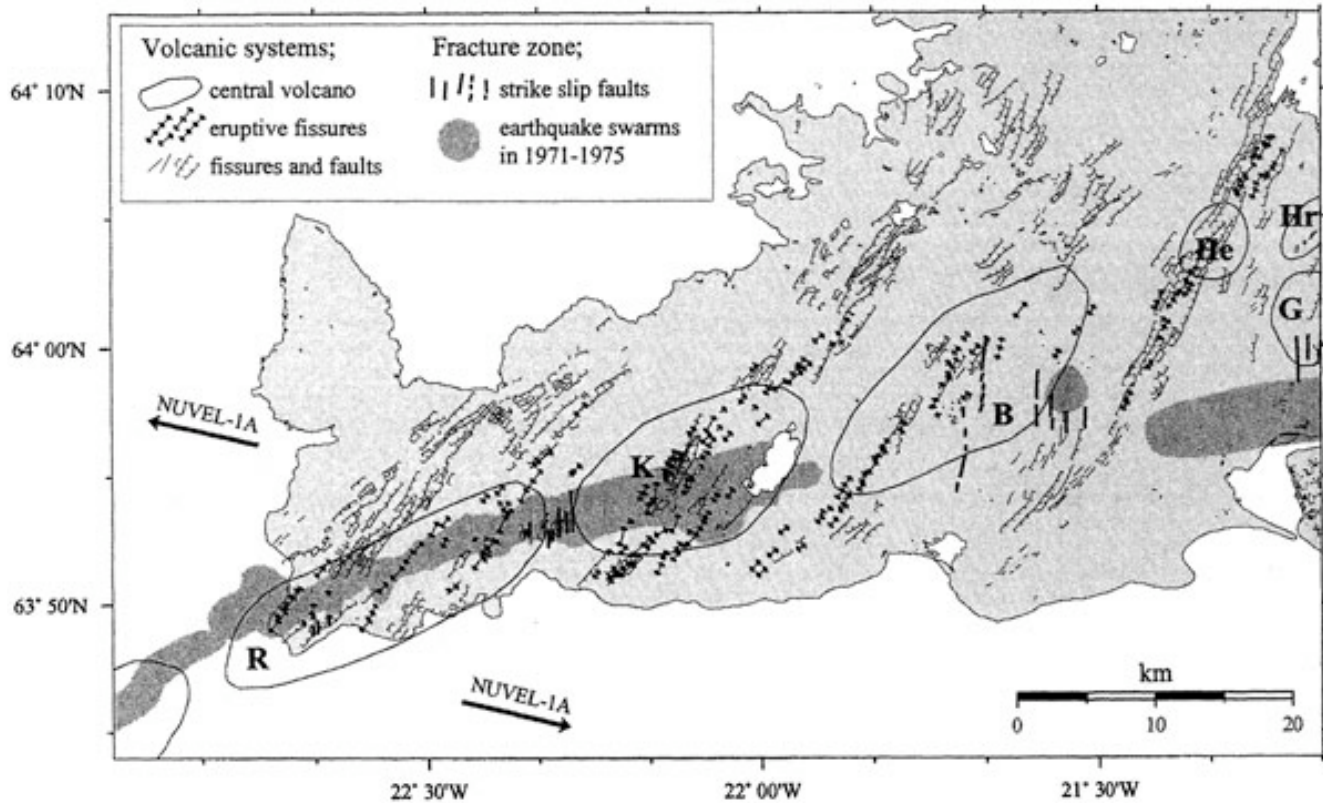 Volcanic systems;
central volcano
eruptive fissures
fissures and faults
Fracture zone;
strike slip faults
earthquake swarms
in 1971-1975
64° 10'N
64° 00'N
63° 50'N
Hr
He
G
NUVEL-1A
B
K
R
NUVEL-1A
km
0 10 20
22° 30'W
22° 00'W
21° 30'W